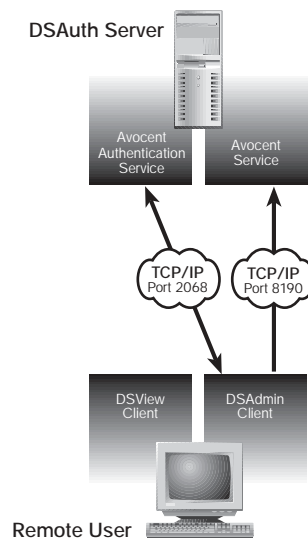 DSAuth Server
Avocent
Authentication
Service
Avocent
Service
TCP/IP
Port 2068
TCP/IP
Port 8190
DSView
Client
DSAdmin
Client
Remote User